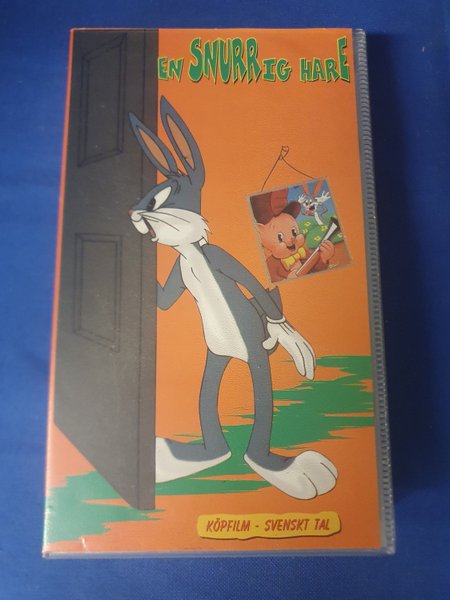 EN SNURRIG HARE
KÖPFILM - SVENSKT TAL